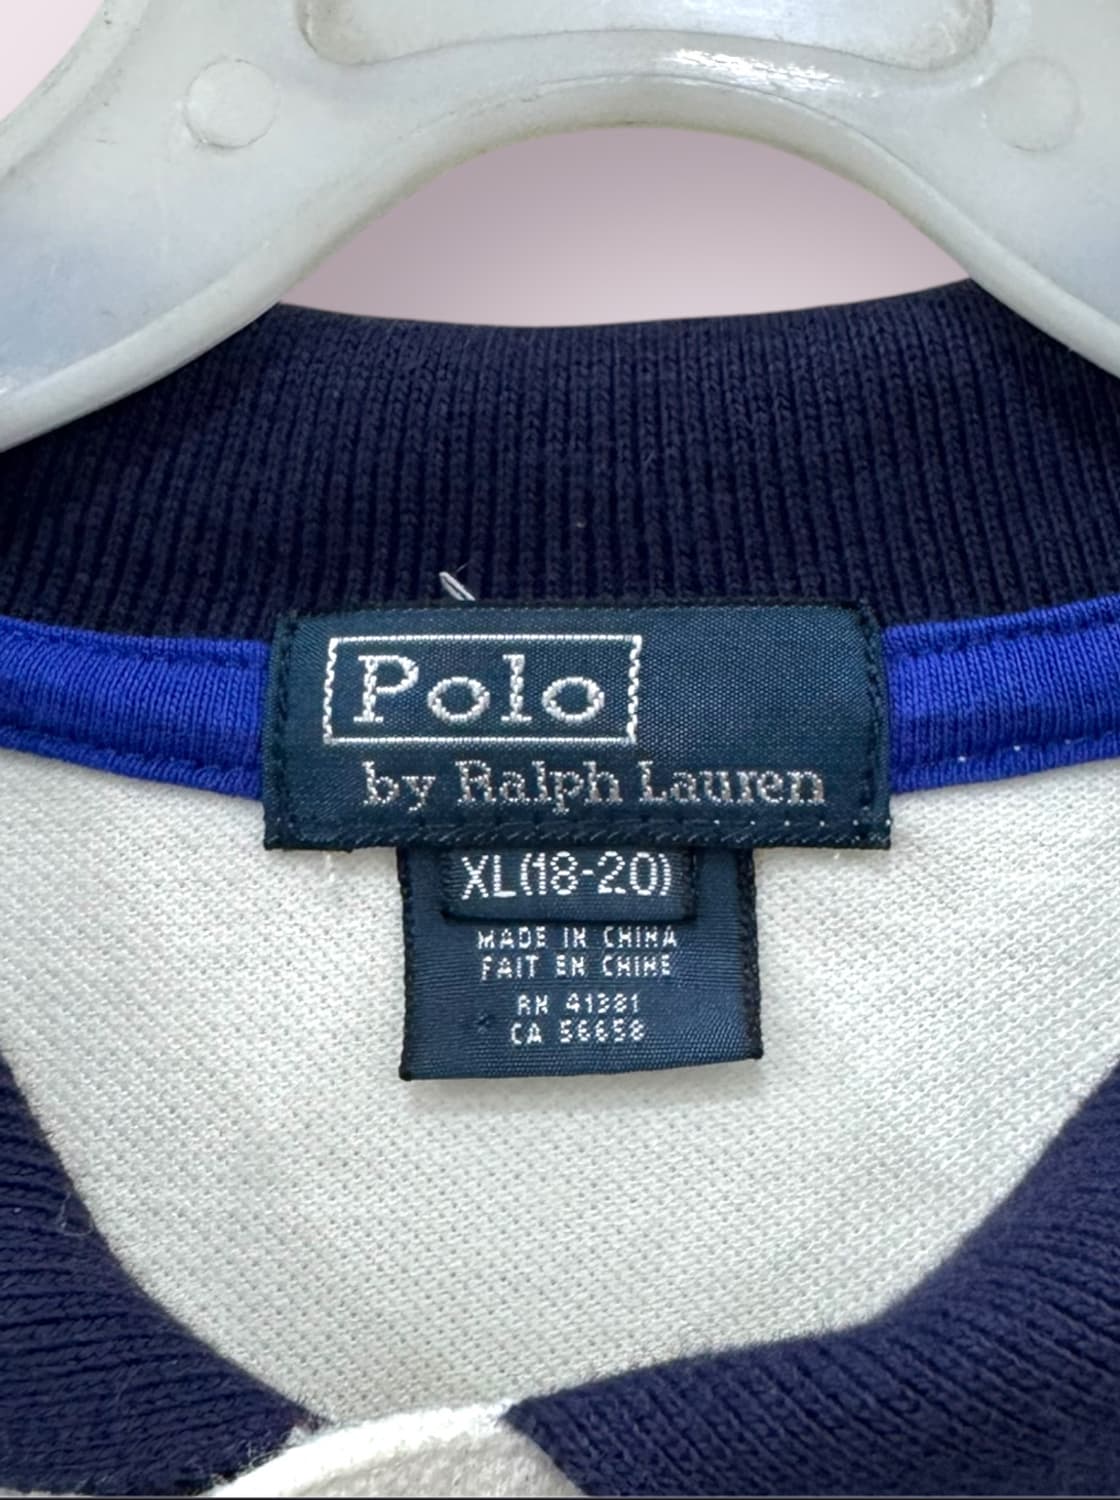 Polo
by Ralph Lauren
XL(18-20)
MADE IN CHINA
FAIT EN CHINE
RN 41381
CA 56658